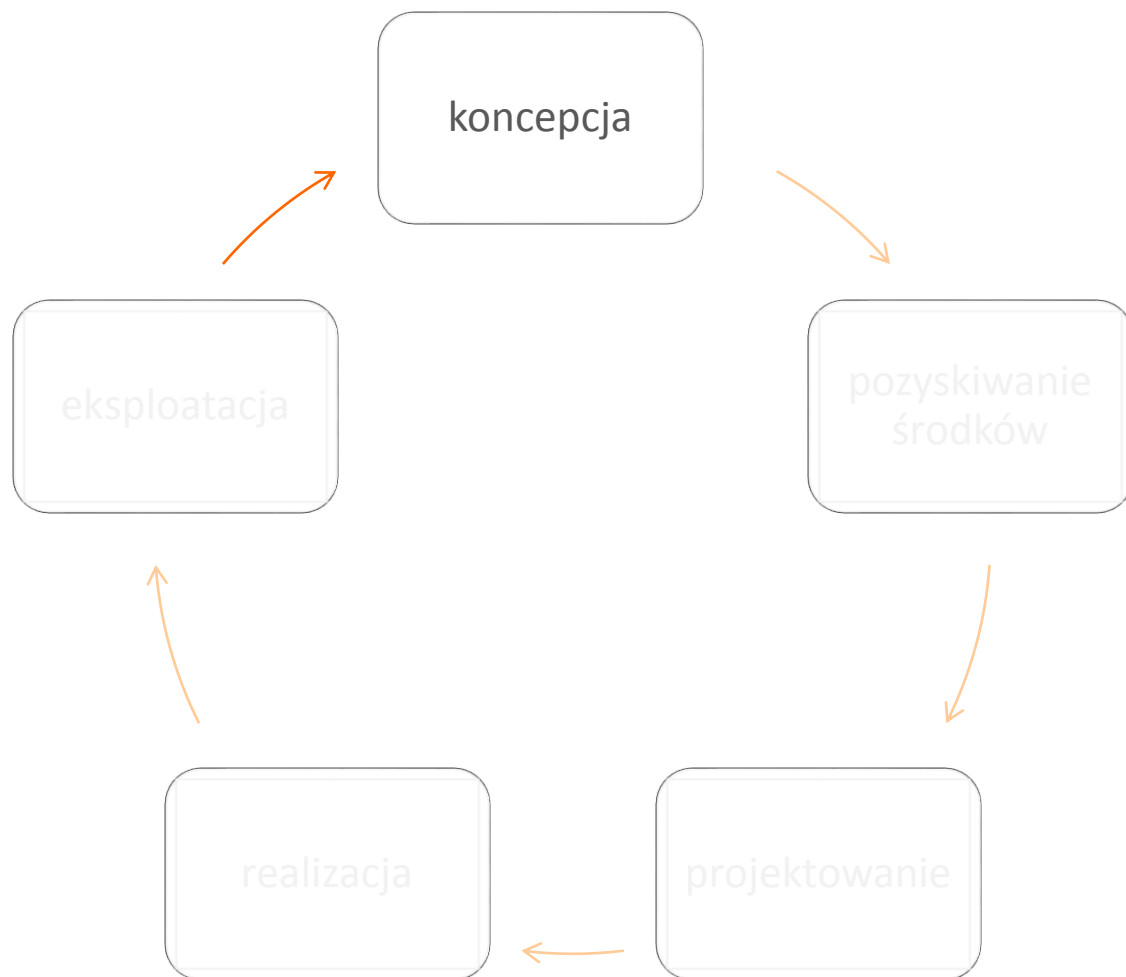 koncepcja
pozyskiwanie
środków
projektowanie
realizacja
eksploatacja